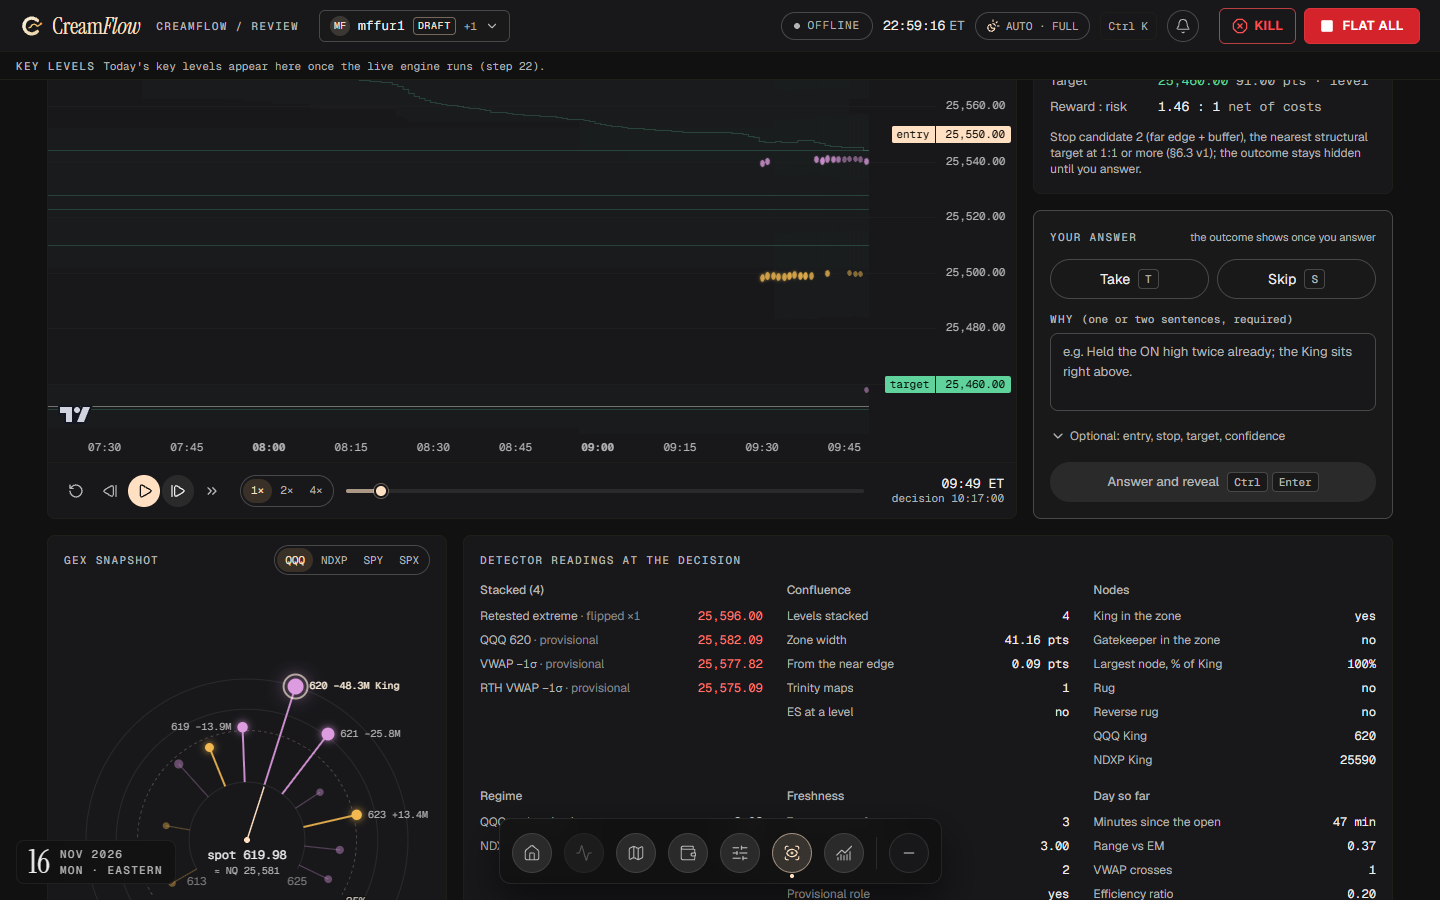 CreamFlow
CREAMFLOW / REVIEW
MF mffur1 DRAFT +1
OFFLINE
22:59:16 ET
AUTO · FULL
Ctrl K
KILL
FLAT ALL
KEY LEVELS Today's key levels appear here once the live engine runs (step 22).
25,560.00
entry 25,550.00
25,540.00
25,520.00
25,500.00
25,480.00
target 25,460.00
07:30 07:45 08:00 08:15 08:30 08:45 09:00 09:15 09:30 09:45
1× 2× 4×
09:49 ET
decision 10:17:00
Target 25,460.00 91.00 pts · level
Reward : risk 1.46 : 1 net of costs
Stop candidate 2 (far edge + buffer), the nearest structural
target at 1:1 or more (§6.3 v1); the outcome stays hidden
until you answer.
YOUR ANSWER the outcome shows once you answer
Take T
Skip S
WHY (one or two sentences, required)
e.g. Held the ON high twice already; the King sits
right above.
Optional: entry, stop, target, confidence
Answer and reveal Ctrl Enter
GEX SNAPSHOT
QQQ NDXP SPY SPX
620 −48.3M King
619 −13.9M
621 −25.8M
623 +13.4M
spot 619.98
≈ NQ 25,581
613 625
DETECTOR READINGS AT THE DECISION
Stacked (4)
Retested extreme · flipped ×1 25,596.00
QQQ 620 · provisional 25,582.09
VWAP −1σ · provisional 25,577.82
RTH VWAP −1σ · provisional 25,575.09
Confluence
Levels stacked 4
Zone width 41.16 pts
From the near edge 0.09 pts
Trinity maps 1
ES at a level no
Nodes
King in the zone yes
Gatekeeper in the zone no
Largest node, % of King 100%
Rug no
Reverse rug no
QQQ King 620
NDXP King 25590
Regime
Freshness
3
3.00
2
Provisional role yes
Day so far
Minutes since the open 47 min
Range vs EM 0.37
VWAP crosses 1
Efficiency ratio 0.20
16 NOV 2026
MON · EASTERN